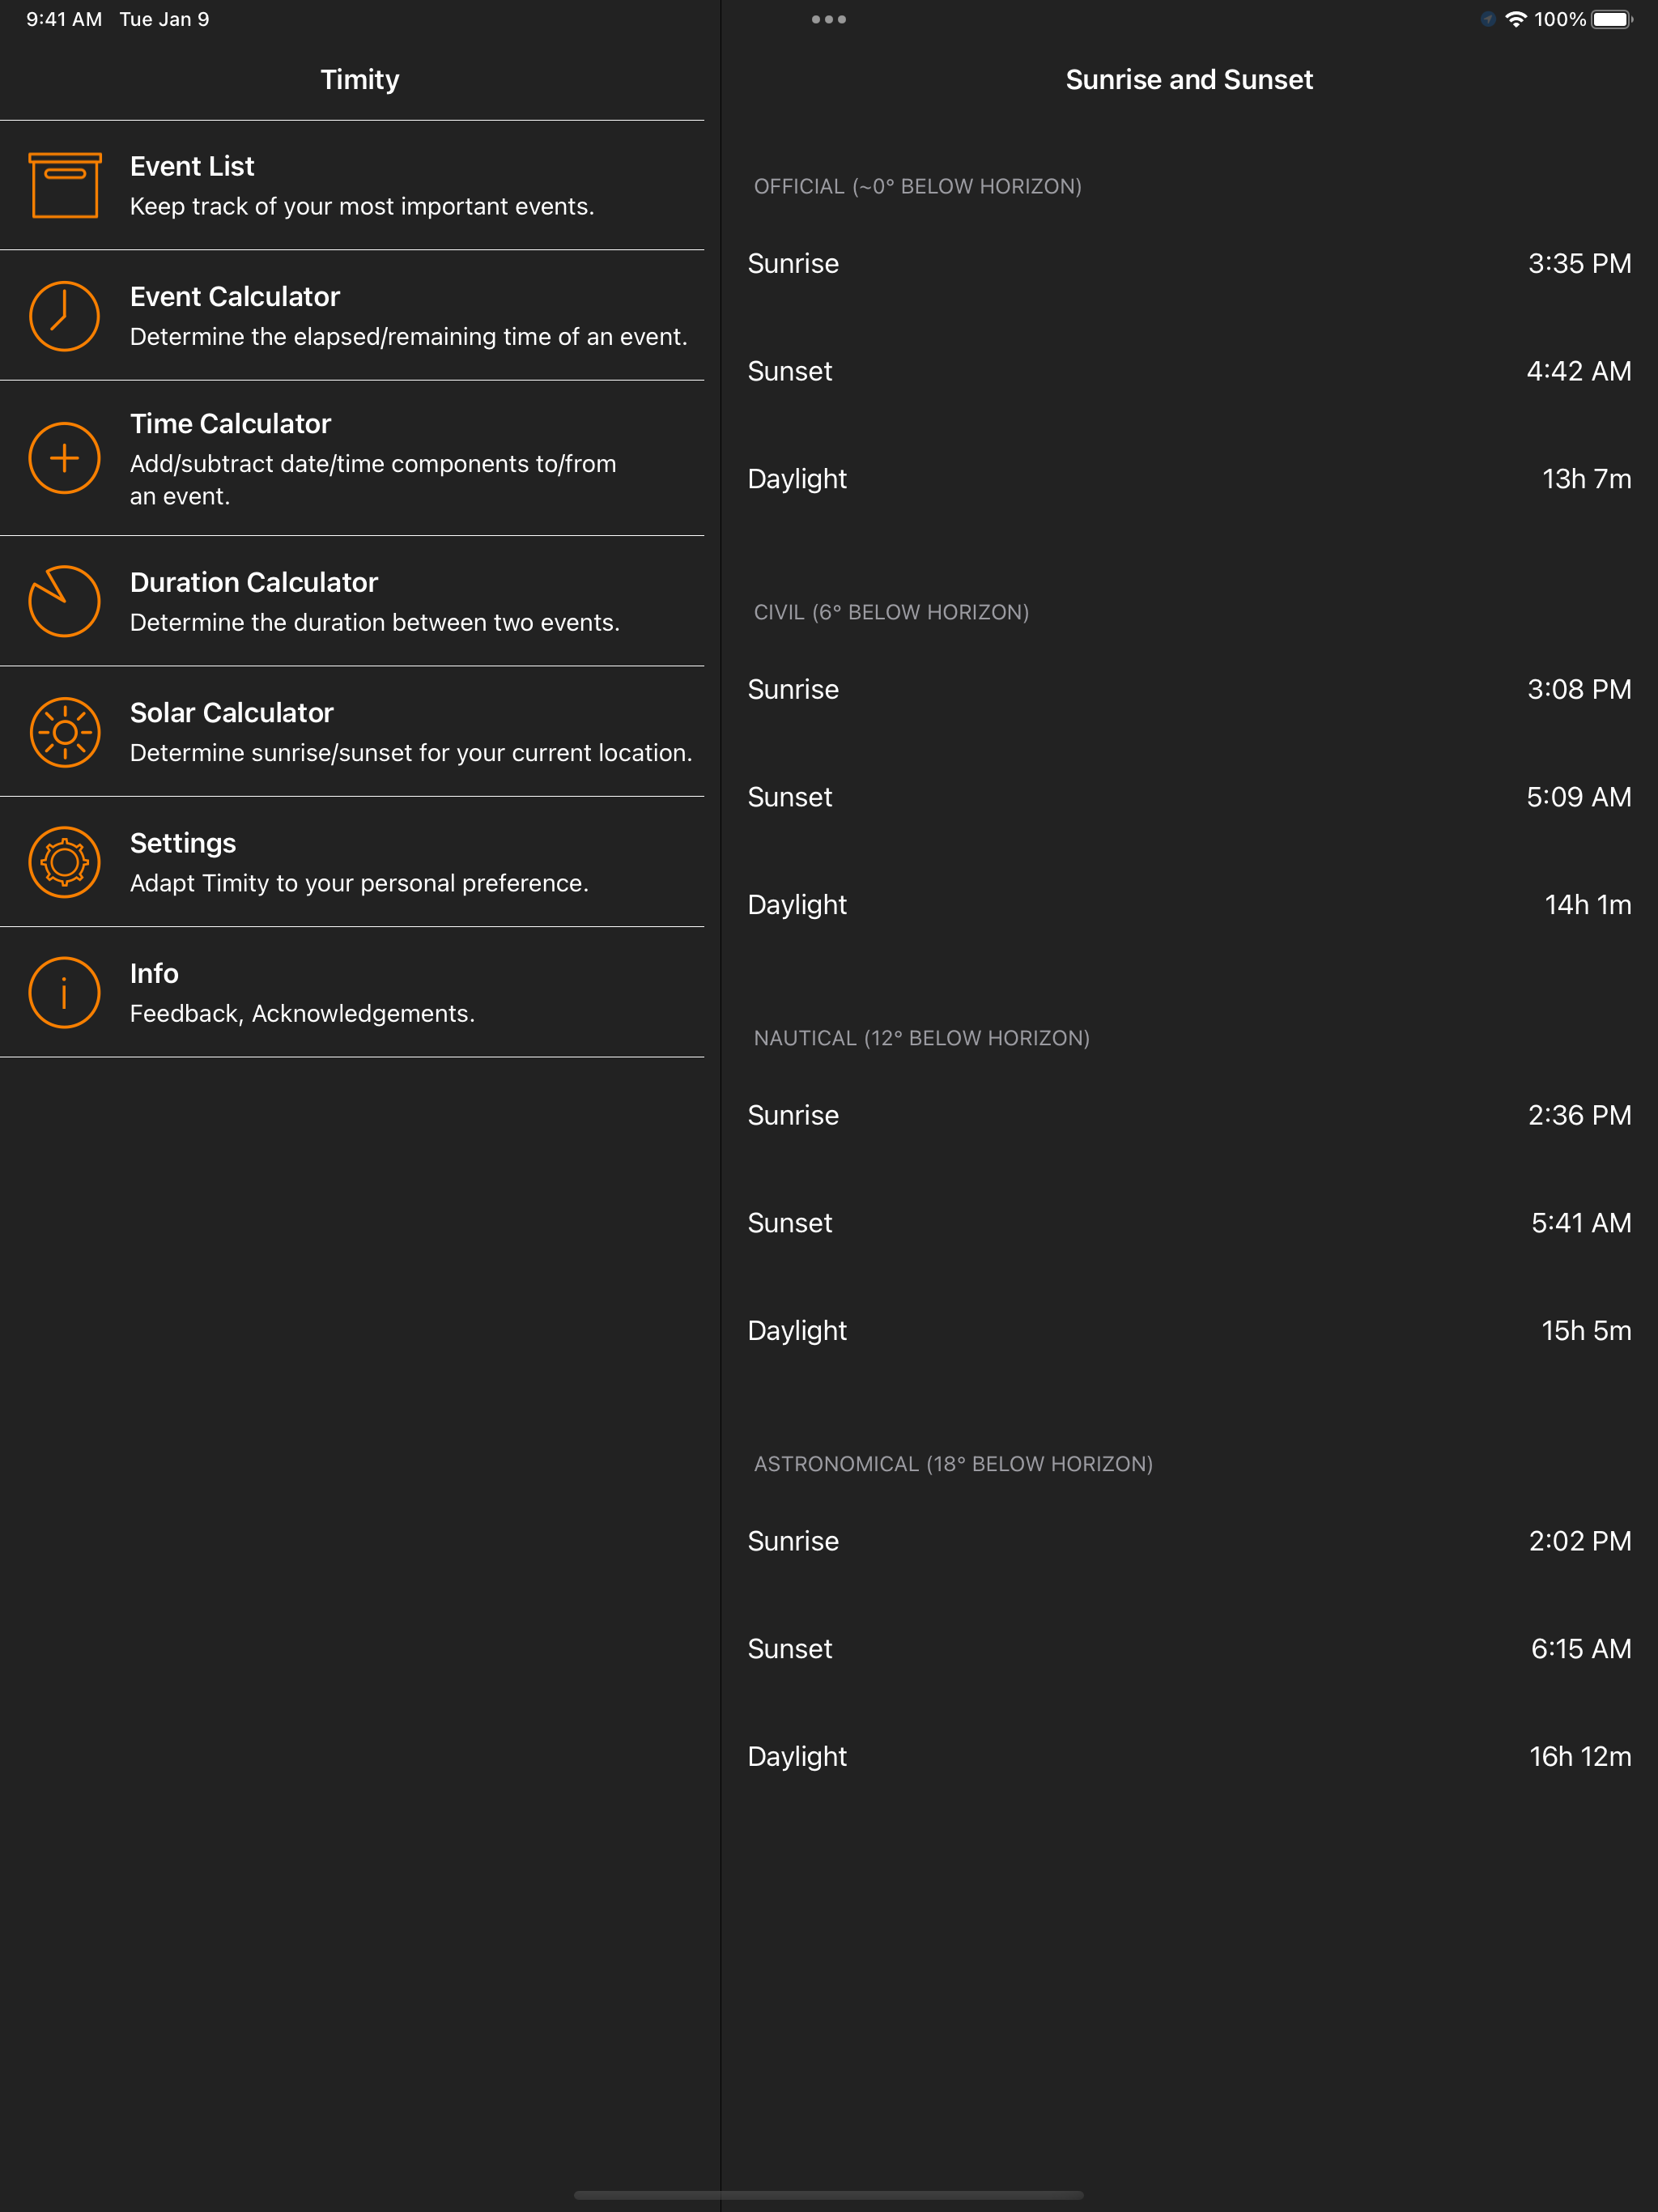 9:41 AM Tue Jan 9
100%
Timity
Event List
Keep track of your most important events.
Event Calculator
Determine the elapsed/remaining time of an event.
Time Calculator
Add/subtract date/time components to/from
an event.
Duration Calculator
Determine the duration between two events.
Solar Calculator
Determine sunrise/sunset for your current location.
Settings
Adapt Timity to your personal preference.
Info
Feedback, Acknowledgements.
Sunrise and Sunset
OFFICIAL (~0° BELOW HORIZON)
Sunrise 3:35 PM
Sunset 4:42 AM
Daylight 13h 7m
CIVIL (6° BELOW HORIZON)
Sunrise 3:08 PM
Sunset 5:09 AM
Daylight 14h 1m
NAUTICAL (12° BELOW HORIZON)
Sunrise 2:36 PM
Sunset 5:41 AM
Daylight 15h 5m
ASTRONOMICAL (18° BELOW HORIZON)
Sunrise 2:02 PM
Sunset 6:15 AM
Daylight 16h 12m